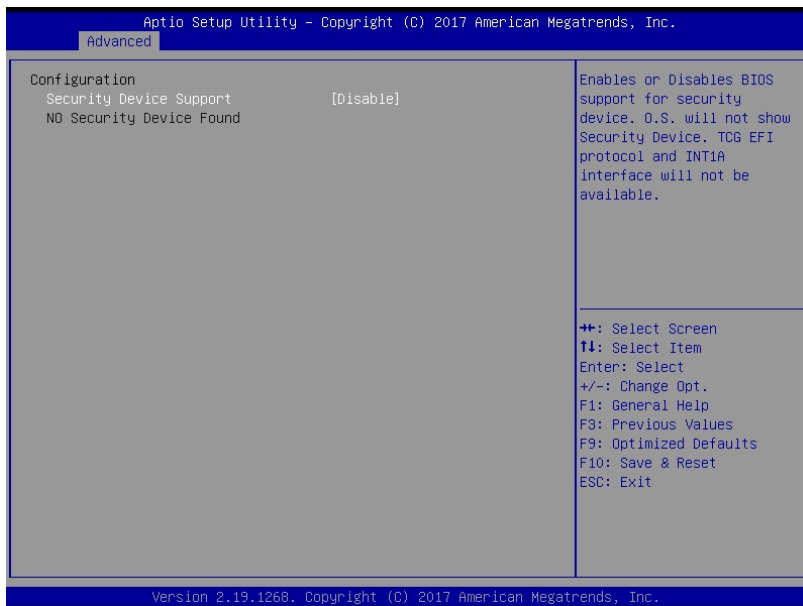 Aptio Setup Utility – Copyright (C) 2017 American Megatrends, Inc.
Advanced
Configuration
Security Device Support [Disable]
NO Security Device Found
Enables or Disables BIOS
support for security
device. O.S. will not show
Security Device. TCG EFI
protocol and INT1A
interface will not be
available.
→←: Select Screen
↑↓: Select Item
Enter: Select
+/-: Change Opt.
F1: General Help
F3: Previous Values
F9: Optimized Defaults
F10: Save & Reset
ESC: Exit
Version 2.19.1268. Copyright (C) 2017 American Megatrends, Inc.